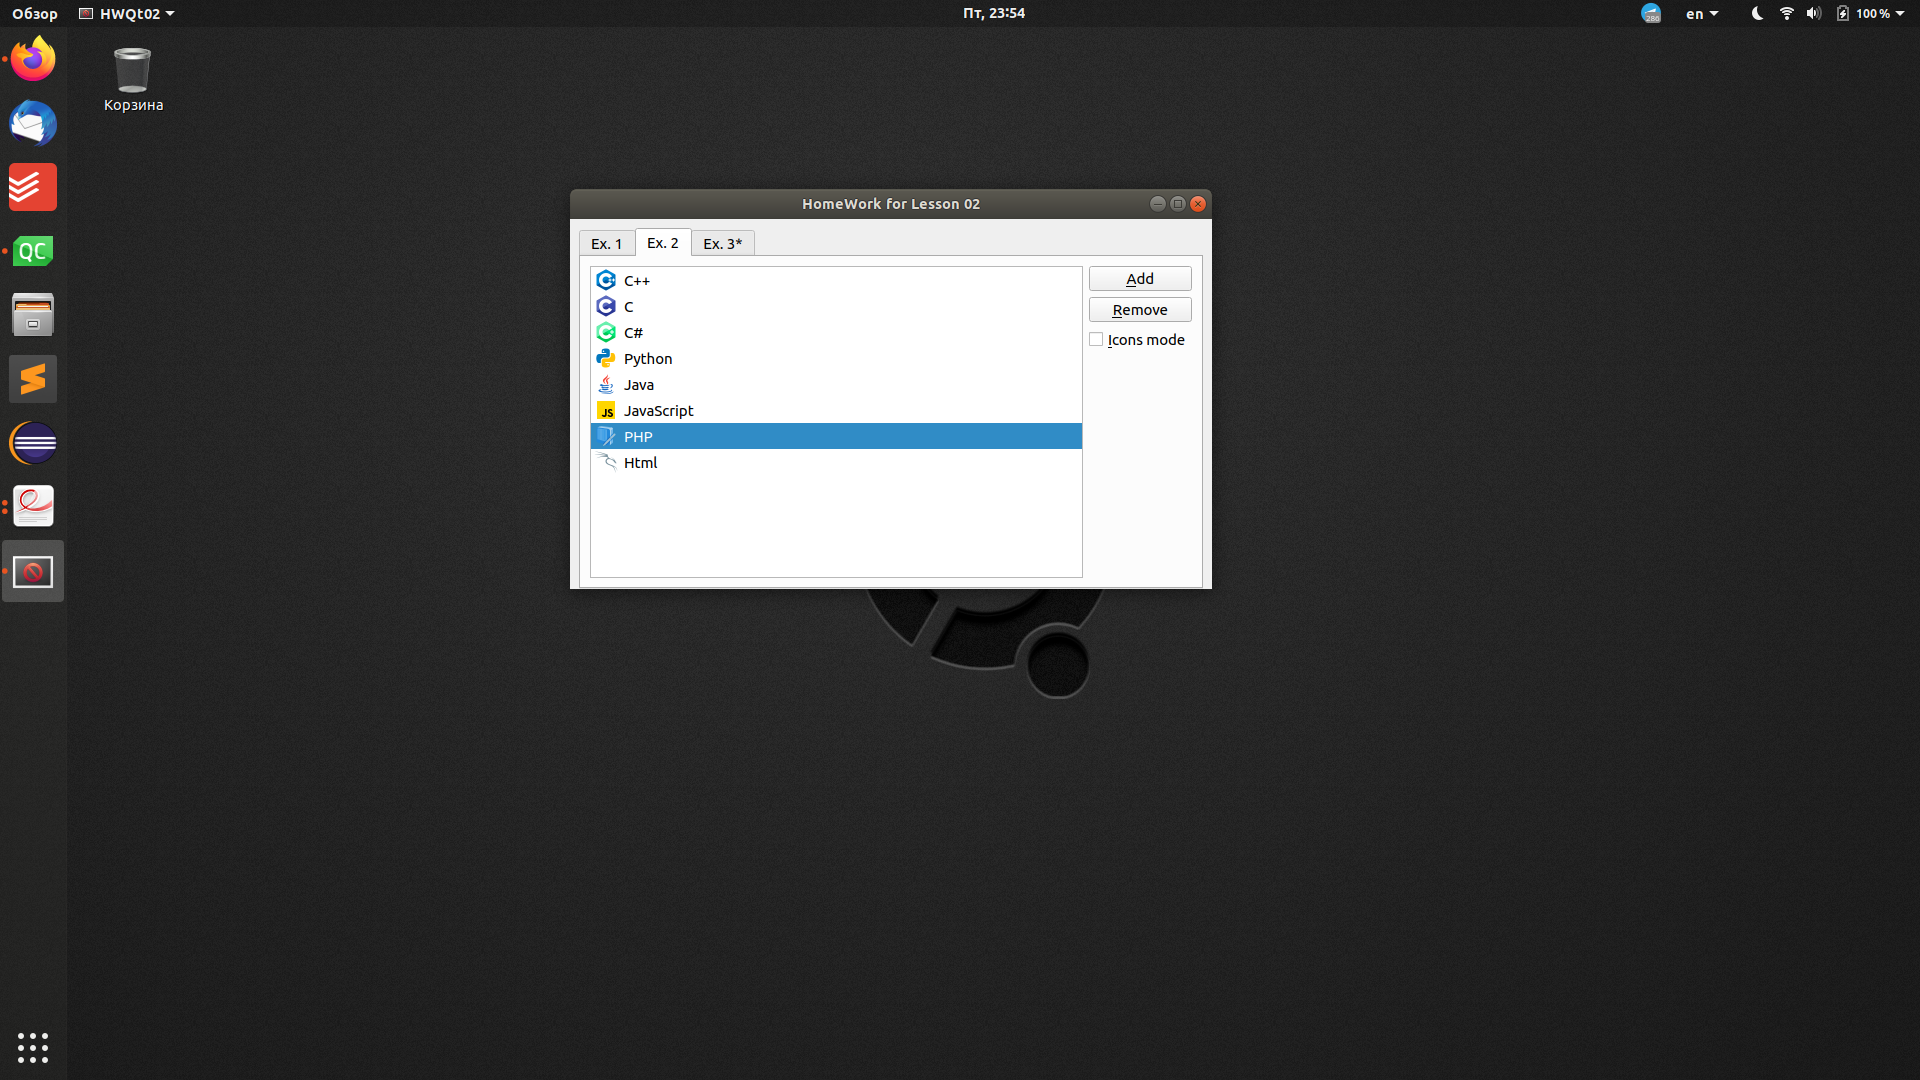 Обзор HWQt02 Пт, 23:54 286 en 100 %
Корзина
HomeWork for Lesson 02
Ex. 1 Ex. 2 Ex. 3*
C++
C
C#
Python
Java
JS JavaScript
PHP
Html
Add
Remove
Icons mode
QC